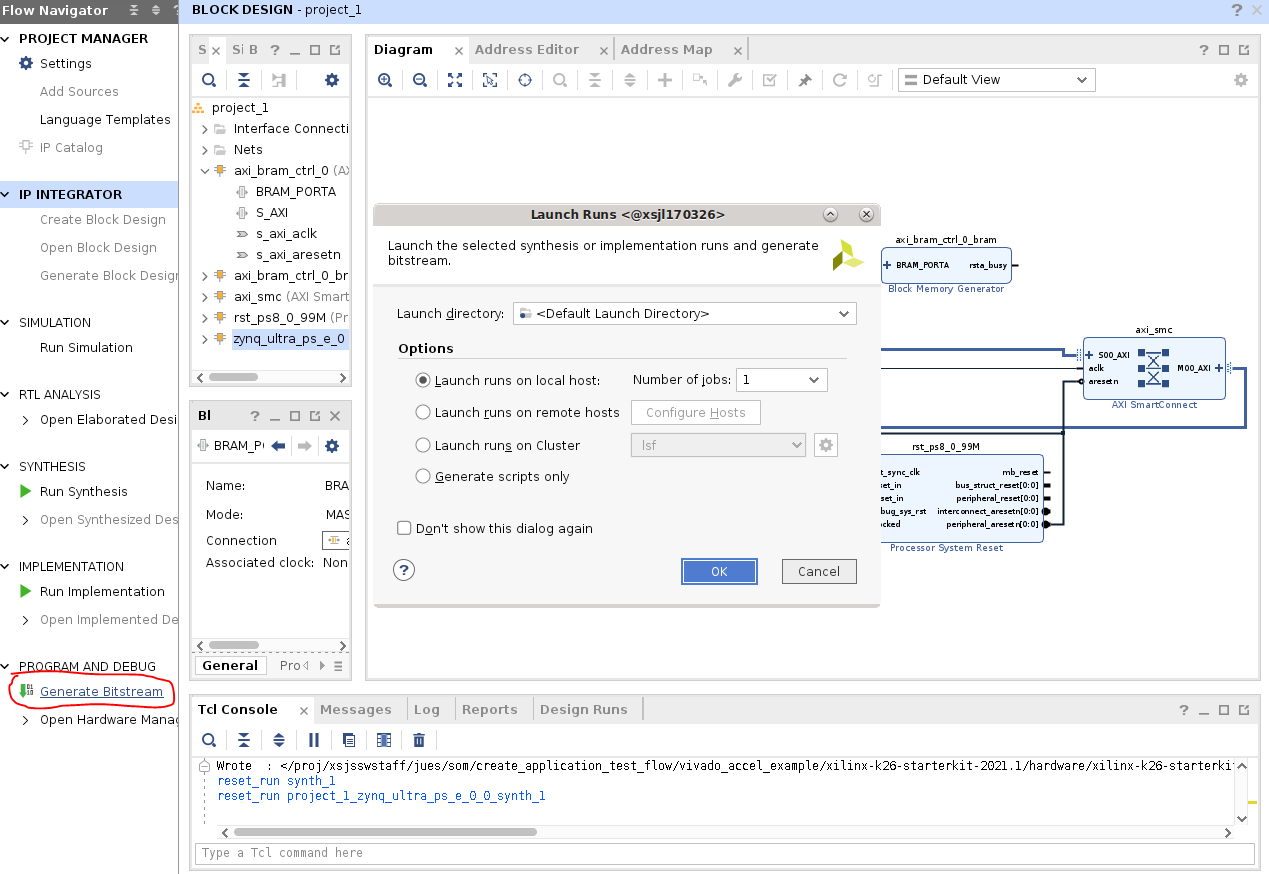 Flow Navigator
PROJECT MANAGER
Settings
Add Sources
Language Templates
IP Catalog
IP INTEGRATOR
Create Block Design
Open Block Design
Generate Block Desigr
SIMULATION
Run Simulation
RTL ANALYSIS
Open Elaborated Desi
SYNTHESIS
Run Synthesis
Open Synthesized Des
IMPLEMENTATION
Run Implementation
Open Implemented De
PROGRAM AND DEBUG
Generate Bitstream
Open Hardware Manag
BLOCK DESIGN - project_1
S Si B
project_1
Interface Connecti
Nets
axi_bram_ctrl_0 (AX
BRAM_PORTA
S_AXI
s_axi_aclk
s_axi_aresetn
axi_bram_ctrl_0_br
axi_smc (AXI Smart
rst_ps8_0_99M (Pr
zynq_ultra_ps_e_0
Bl
BRAM_P
Name: BRA
Mode: MAS
Connection a
Associated clock: Non
General Pro
Diagram Address Editor Address Map
Default View
axi_bram_ctrl_0_bram
BRAM_PORTA rsta_busy
Block Memory Generator
axi_smc
S00_AXI
aclk M00_AXI
aresetn
AXI SmartConnect
rst_ps8_0_99M
t_sync_clk mb_reset
set_in bus_struct_reset[0:0]
set_in peripheral_reset[0:0]
bug_sys_rst interconnect_aresetn[0:0]
ocked peripheral_aresetn[0:0]
Processor System Reset
Launch Runs <@xsjl170326>
Launch the selected synthesis or implementation runs and generate
bitstream.
Launch directory: <Default Launch Directory>
Options
Launch runs on local host: Number of jobs: 1
Launch runs on remote hosts Configure Hosts
Launch runs on Cluster lsf
Generate scripts only
Don't show this dialog again
OK Cancel
Tcl Console Messages Log Reports Design Runs
Wrote : </proj/xsjsswstaff/jues/som/create_application_test_flow/vivado_accel_example/xilinx-k26-starterkit-2021.1/hardware/xilinx-k26-starterki
reset_run synth_1
reset_run project_1_zynq_ultra_ps_e_0_0_synth_1
Type a Tcl command here